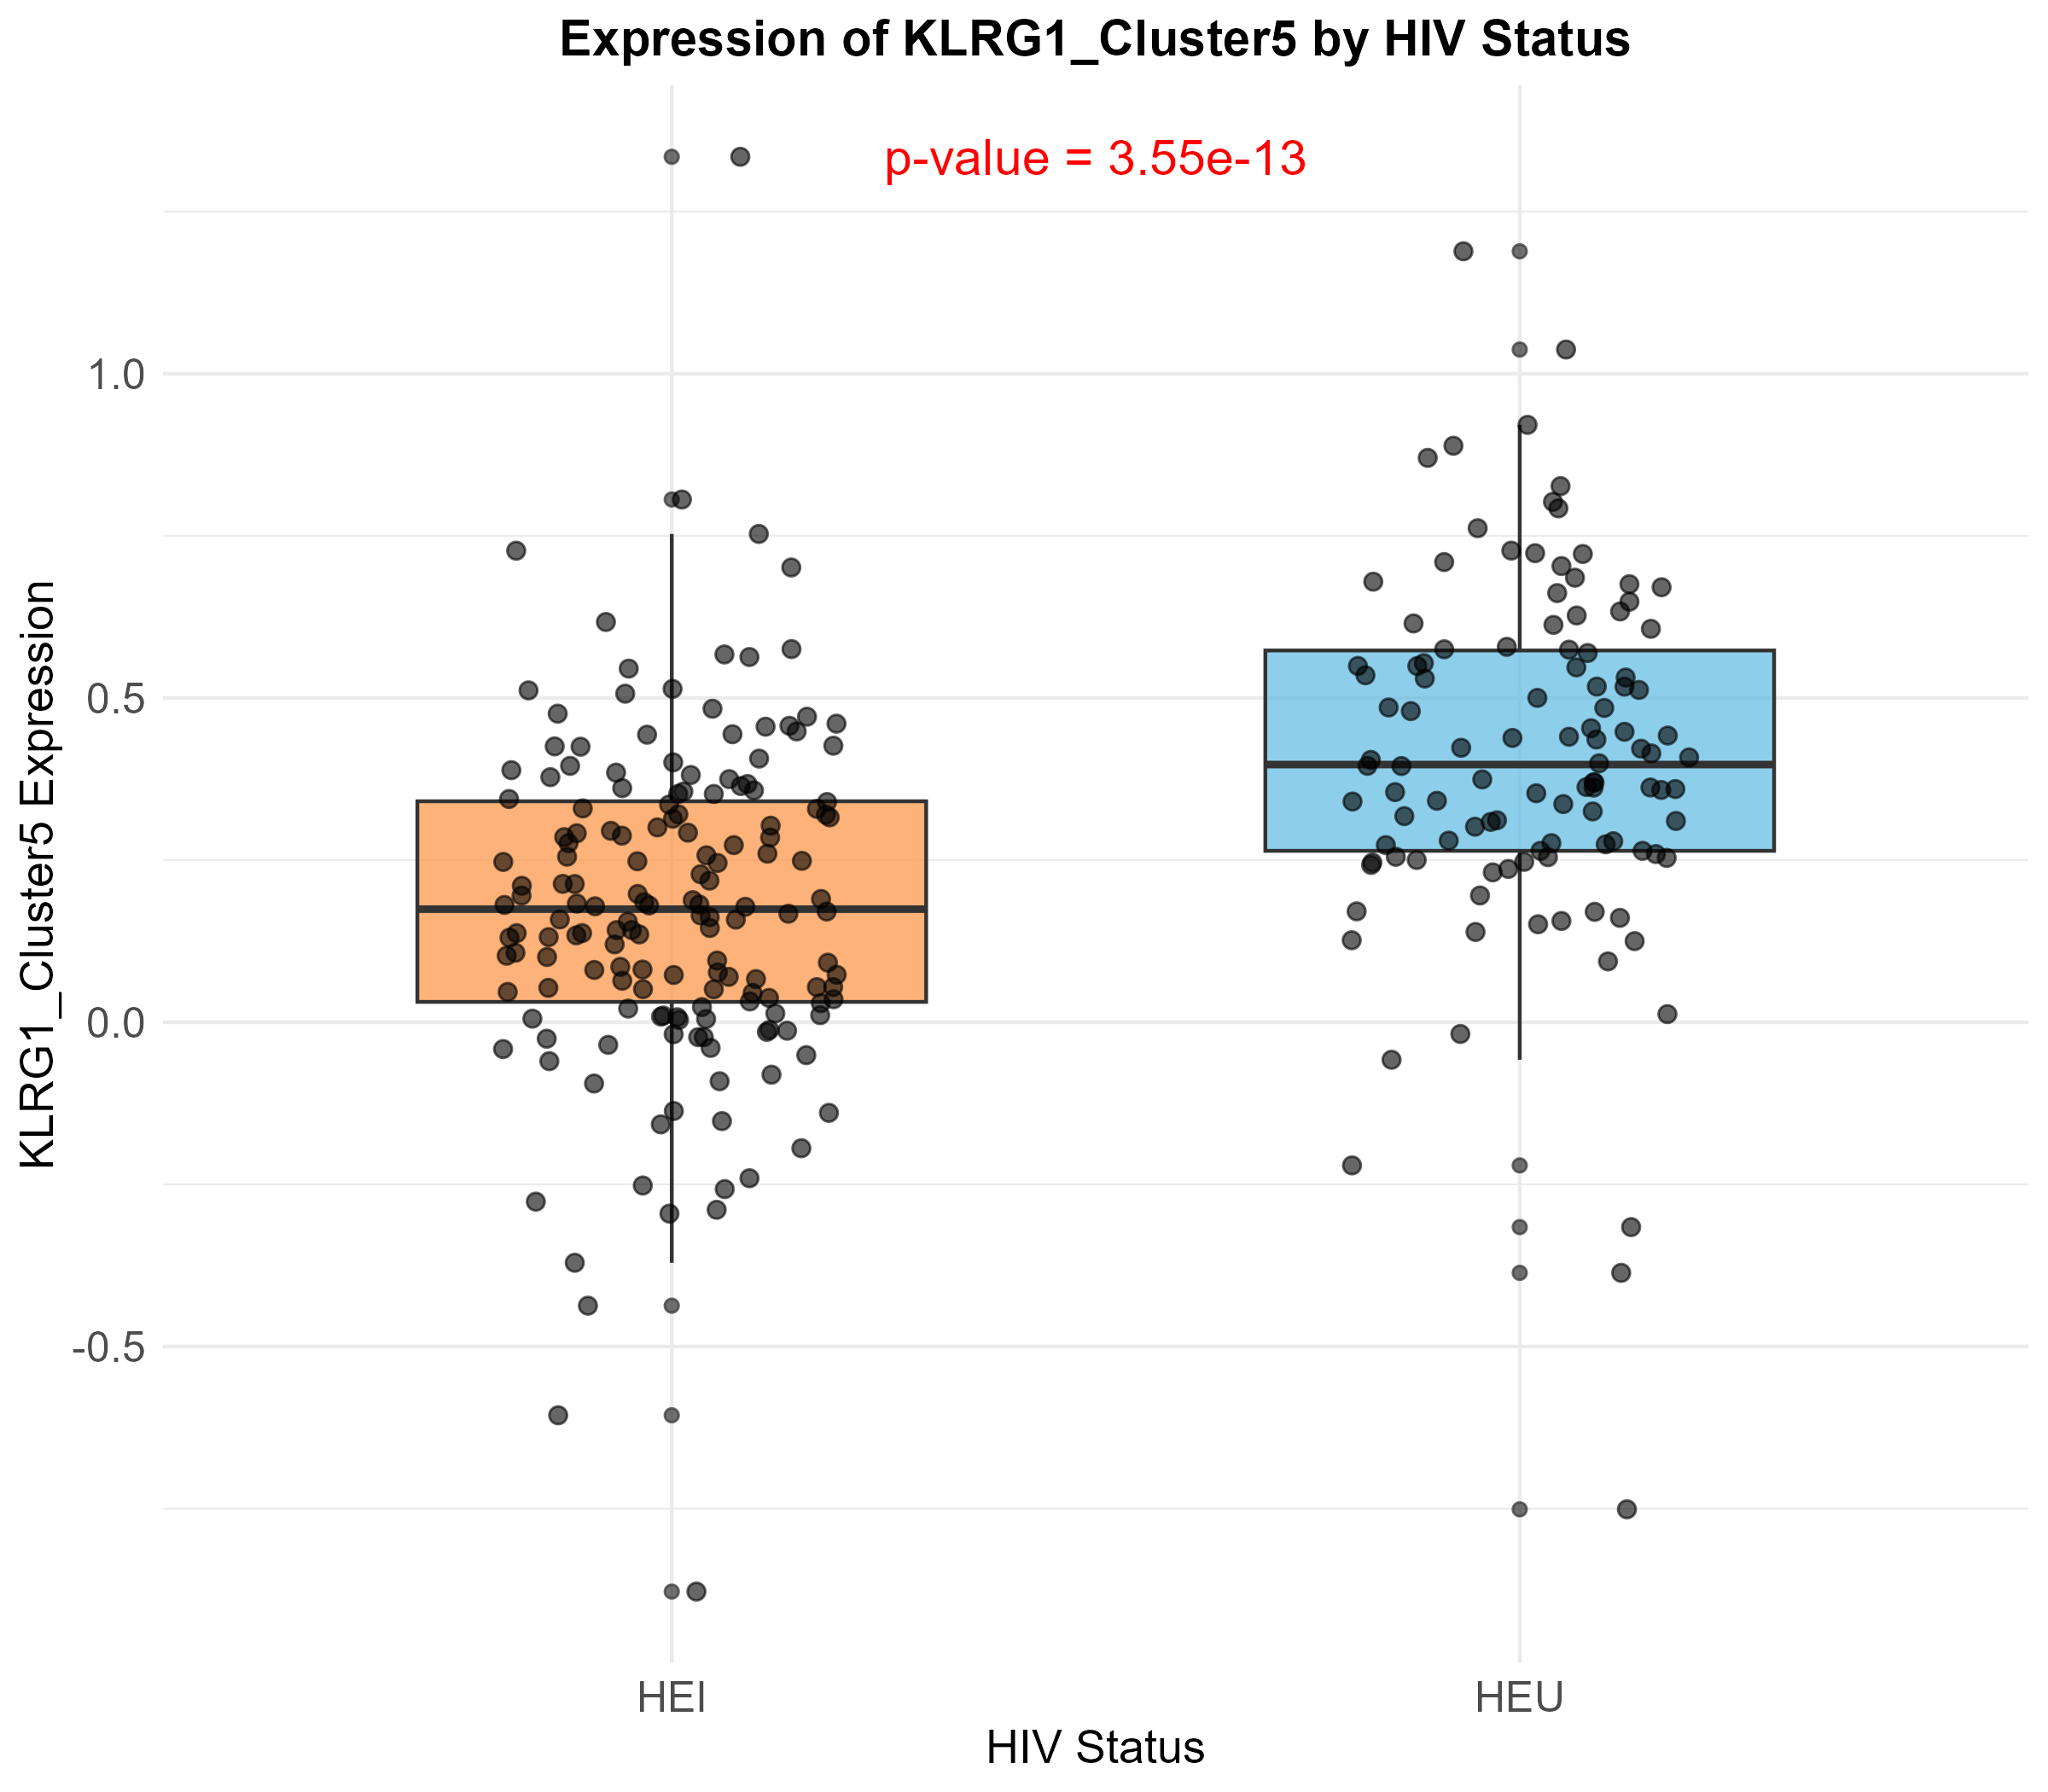 Expression of KLRG1_Cluster5 by HIV Status
p-value = 3.55e-13
KLRG1_Cluster5 Expression
1.0
0.5
0.0
-0.5
HEI
HEU
HIV Status